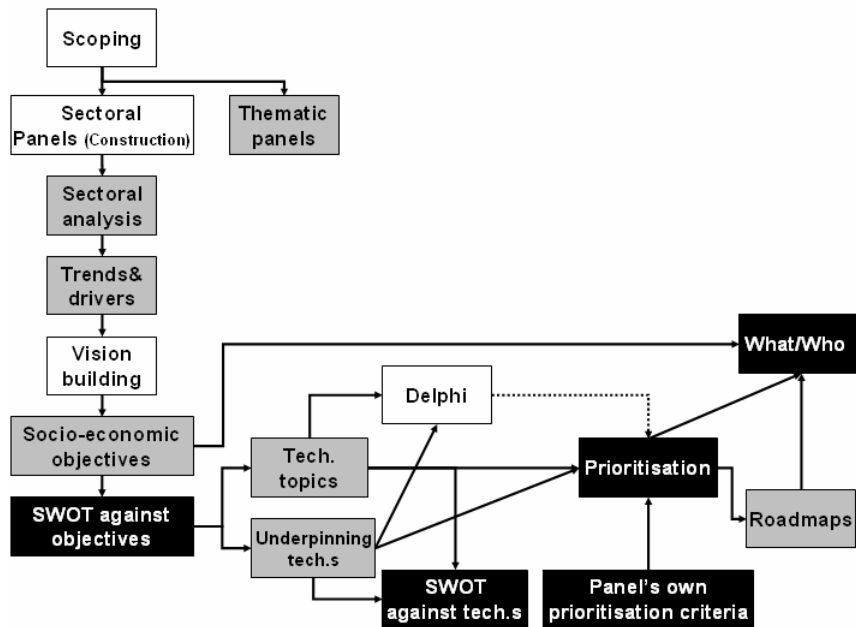 Scoping
Sectoral
Panels (Construction)
Thematic
panels
Sectoral
analysis
Trends&
drivers
Vision
building
What/Who
Delphi
Socio-economic
objectives
Tech.
topics
Prioritisation
SWOT against
objectives
Underpinning
tech.s
Roadmaps
SWOT
against tech.s
Panel's own
prioritisation criteria